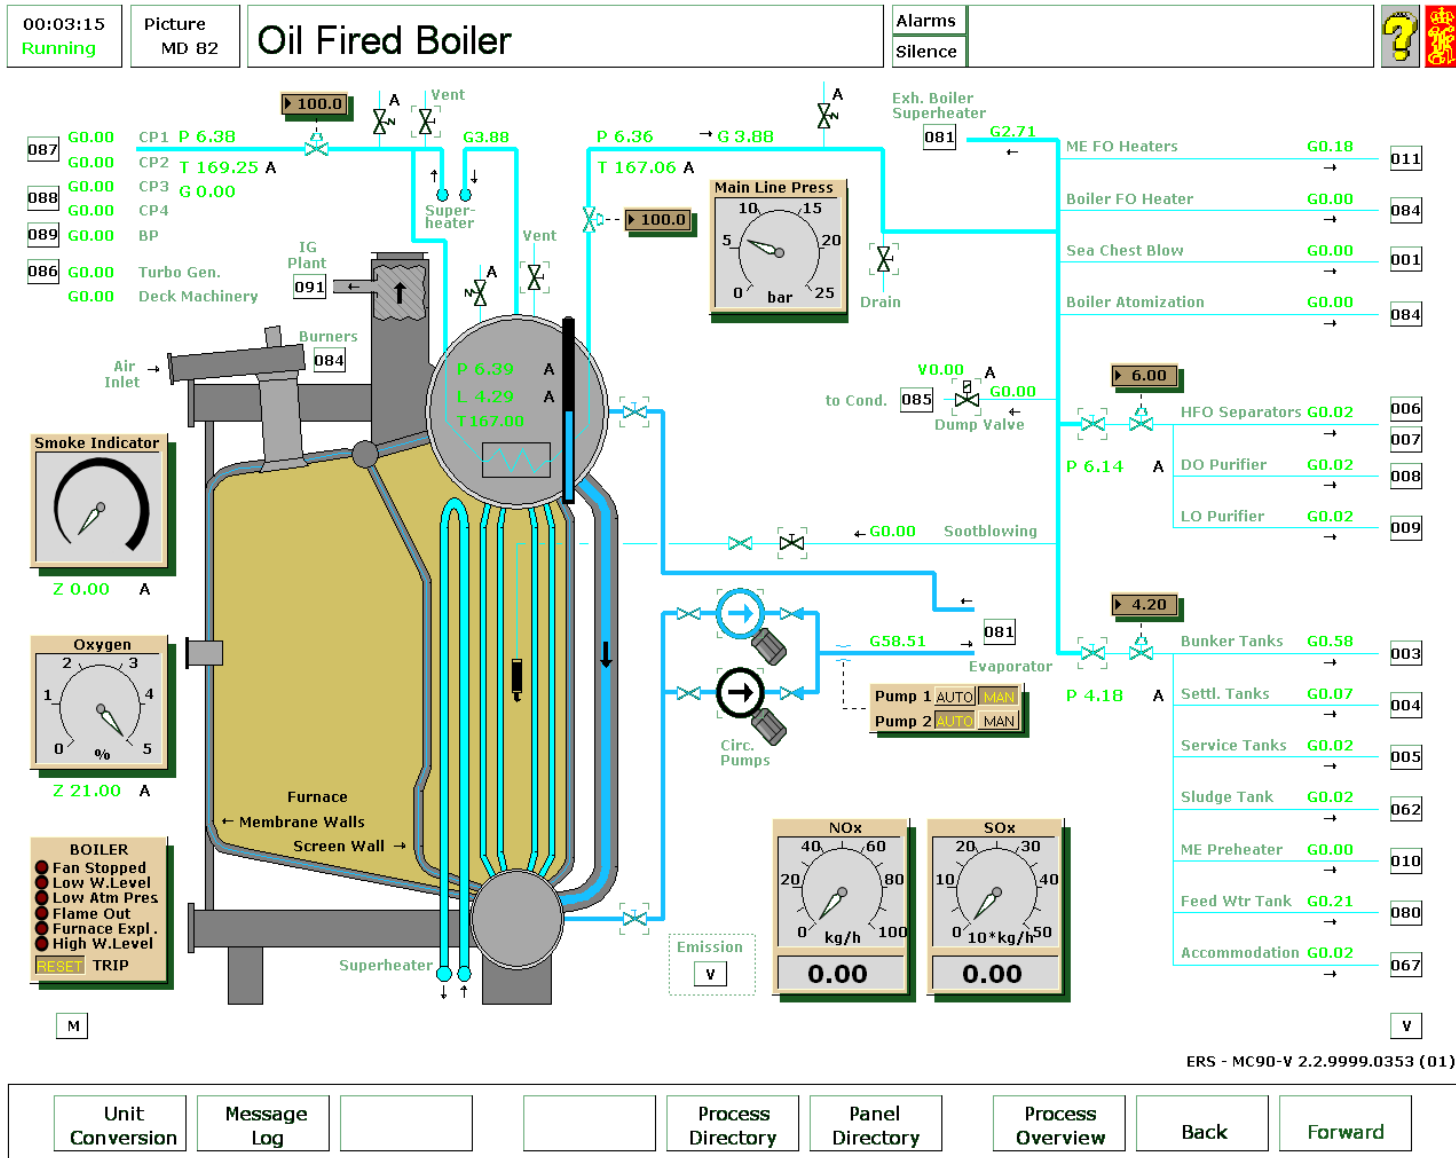 00:03:15
Running
Picture
MD 82
Oil Fired Boiler
Alarms
Silence
?
100.0
A
Vent
087
G0.00 CP1
G0.00 CP2
088
G0.00 CP3
G0.00 CP4
089
G0.00 BP
086
G0.00 Turbo Gen.
G0.00 Deck Machinery
P 6.38
T 169.25 A
G 0.00
G3.88
Super-
heater
P 6.36
→ G 3.88
T 167.06 A
100.0
A
Vent
A
IG
Plant
091
Main Line Press
0 5 10 15 20 25
bar
Drain
Exh. Boiler
Superheater
081
G2.71
ME FO Heaters G0.18 011
Boiler FO Heater G0.00 084
Sea Chest Blow G0.00 001
Boiler Atomization G0.00 084
Burners
084
Air
Inlet
P 6.39 A
L 4.29 A
T 167.00
V0.00 A
to Cond. 085 G0.00
Dump Valve
6.00
HFO Separators G0.02 006
007
P 6.14 A
DO Purifier G0.02 008
LO Purifier G0.02 009
G0.00 Sootblowing
Smoke Indicator
Z 0.00 A
Oxygen
0 1 2 3 4 5
%
Z 21.00 A
G58.51
081
Evaporator
Pump 1 AUTO MAN
Pump 2 AUTO MAN
Circ.
Pumps
4.20
P 4.18 A
Bunker Tanks G0.58 003
Settl. Tanks G0.07 004
Service Tanks G0.02 005
Sludge Tank G0.02 062
ME Preheater G0.00 010
Feed Wtr Tank G0.21 080
Accommodation G0.02 067
Furnace
← Membrane Walls
Screen Wall →
BOILER
Fan Stopped
Low W.Level
Low Atm Pres
Flame Out
Furnace Expl.
High W.Level
RESET TRIP
Superheater
Emission
V
NOx
0 20 40 60 80 100
kg/h
0.00
SOx
0 10 20 30 40 50
10*kg/h
0.00
M
V
ERS - MC90-V 2.2.9999.0353 (01)
Unit
Conversion
Message
Log
Process
Directory
Panel
Directory
Process
Overview
Back
Forward